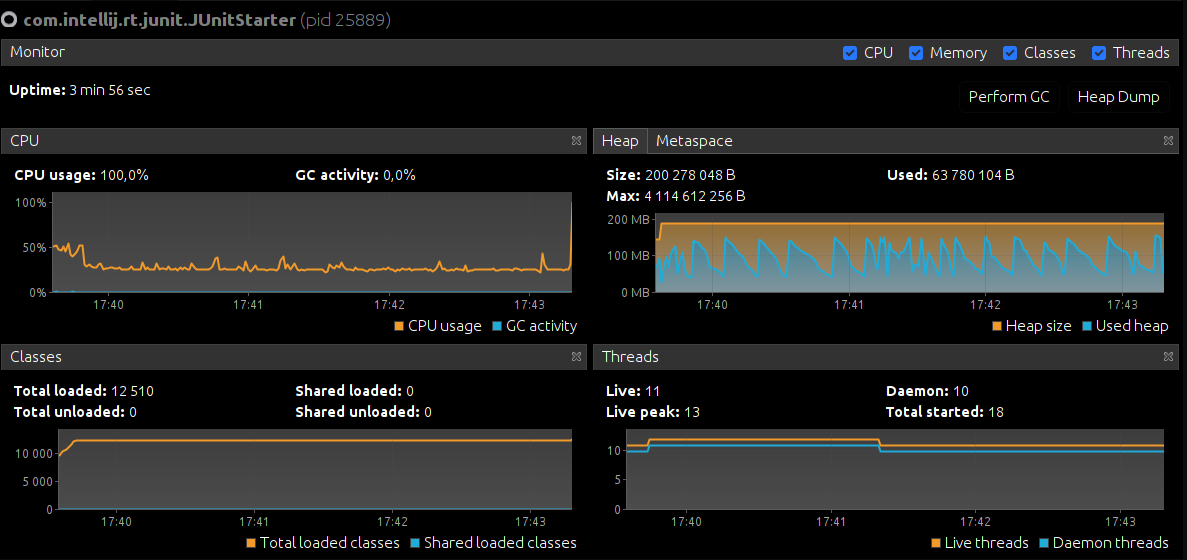 com.intellij.rt.junit.JUnitStarter (pid 25889)
Monitor
CPU Memory Classes Threads
Uptime: 3 min 56 sec
Perform GC Heap Dump
CPU
CPU usage: 100,0% GC activity: 0,0%
100%
50%
0%
17:40 17:41 17:42 17:43
CPU usage GC activity
Heap Metaspace
Size: 200 278 048 B Used: 63 780 104 B
Max: 4 114 612 256 B
200 MB
100 MB
0 MB
17:40 17:41 17:42 17:43
Heap size Used heap
Classes
Total loaded: 12 510 Shared loaded: 0
Total unloaded: 0 Shared unloaded: 0
10 000
5 000
0
17:40 17:41 17:42 17:43
Total loaded classes Shared loaded classes
Threads
Live: 11 Daemon: 10
Live peak: 13 Total started: 18
10
5
0
17:40 17:41 17:42 17:43
Live threads Daemon threads